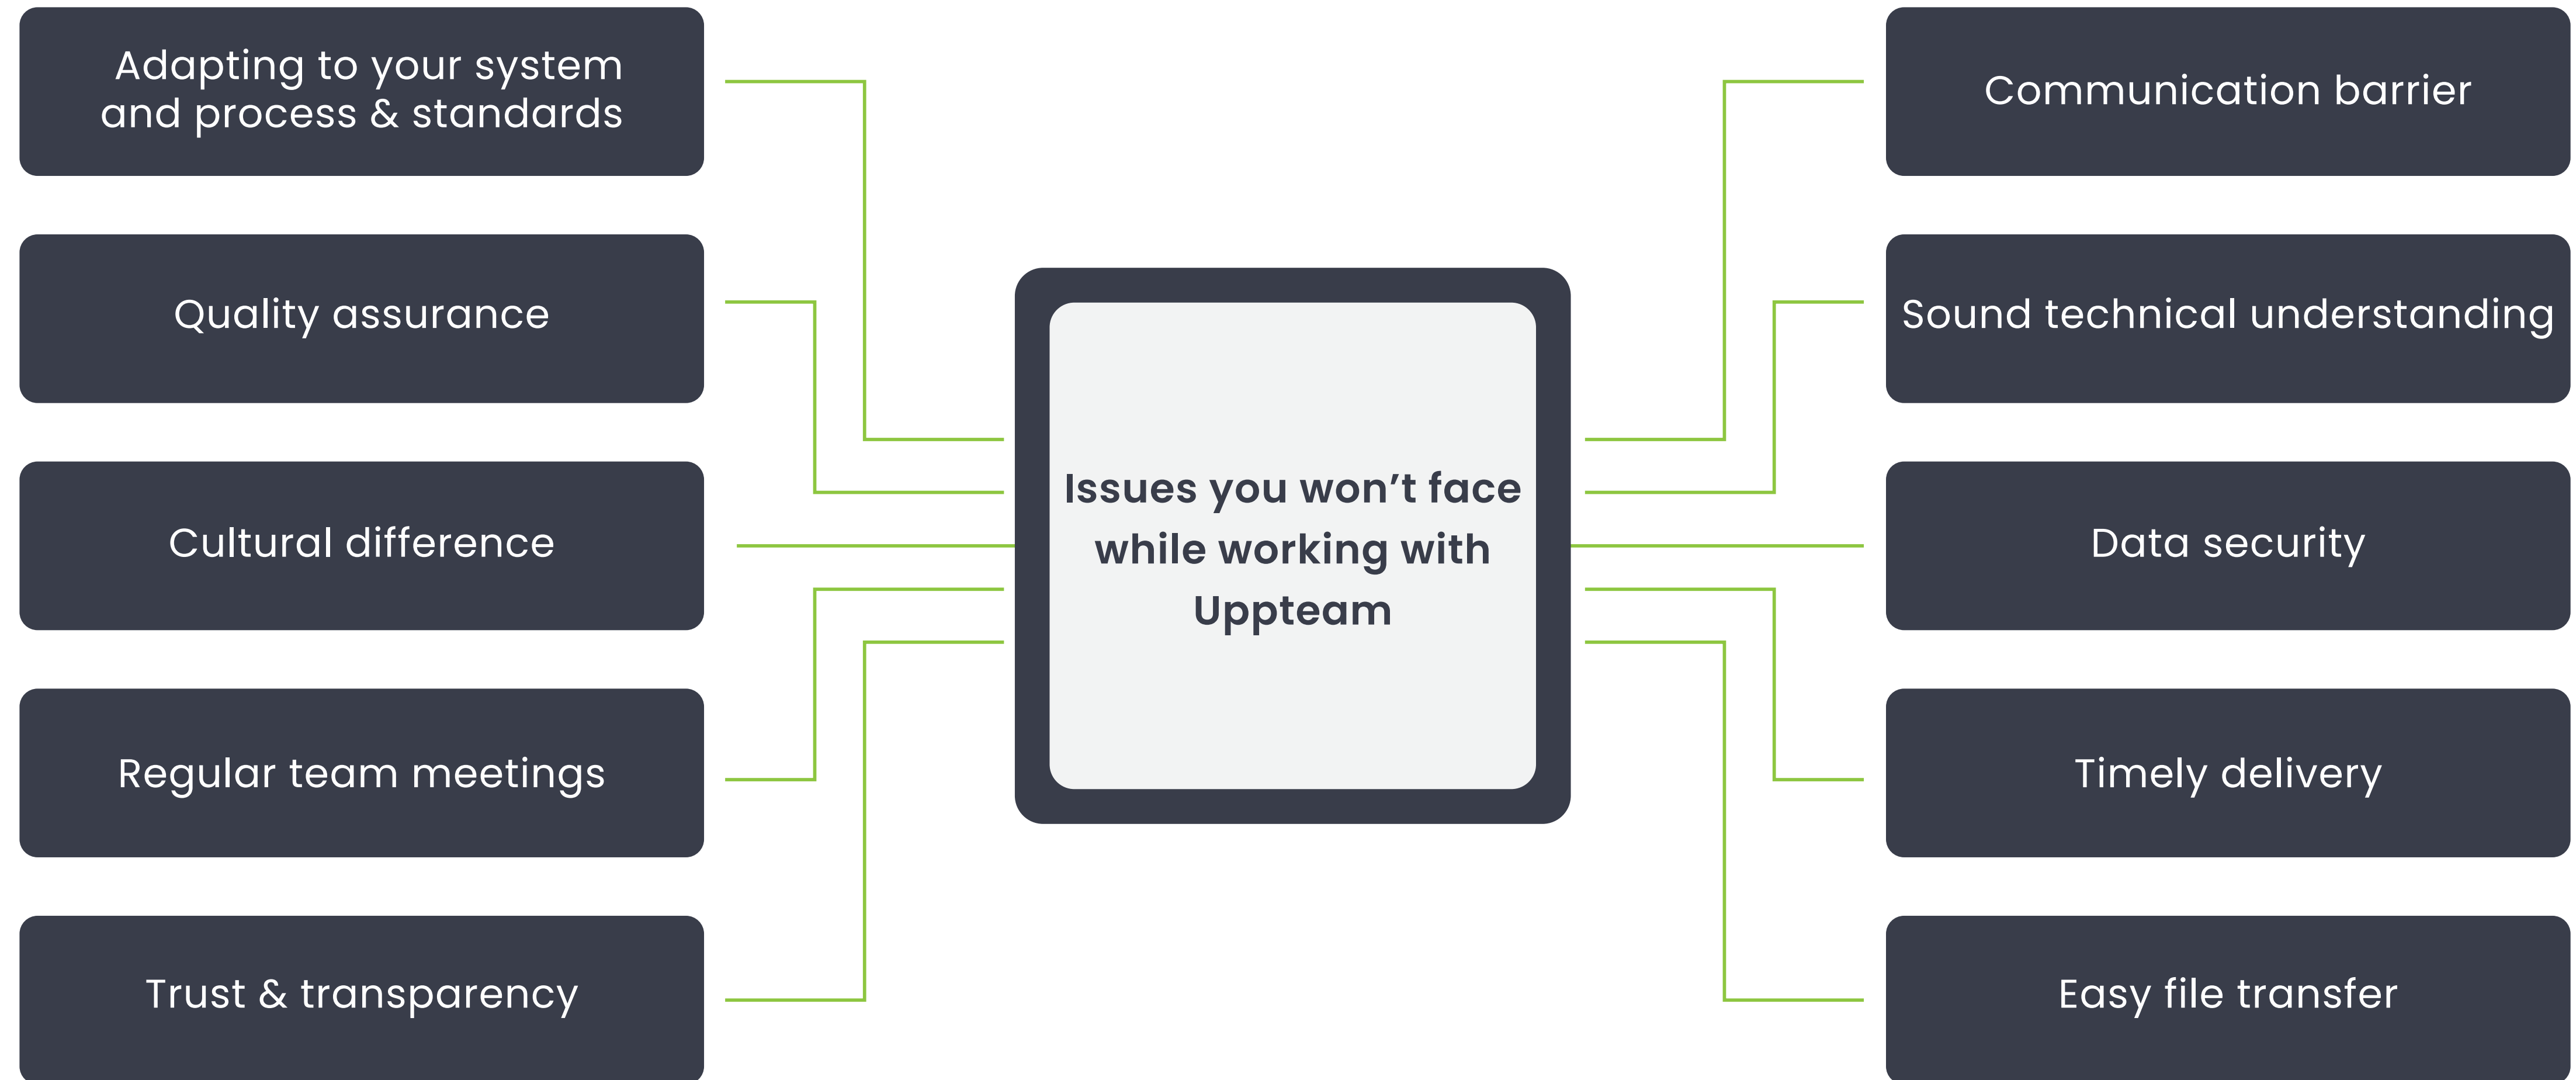 Adapting to your system
and process & standards
Quality assurance
Cultural difference
Regular team meetings
Trust & transparency
Issues you won’t face
while working with
Uppteam
Communication barrier
Sound technical understanding
Data security
Timely delivery
Easy file transfer